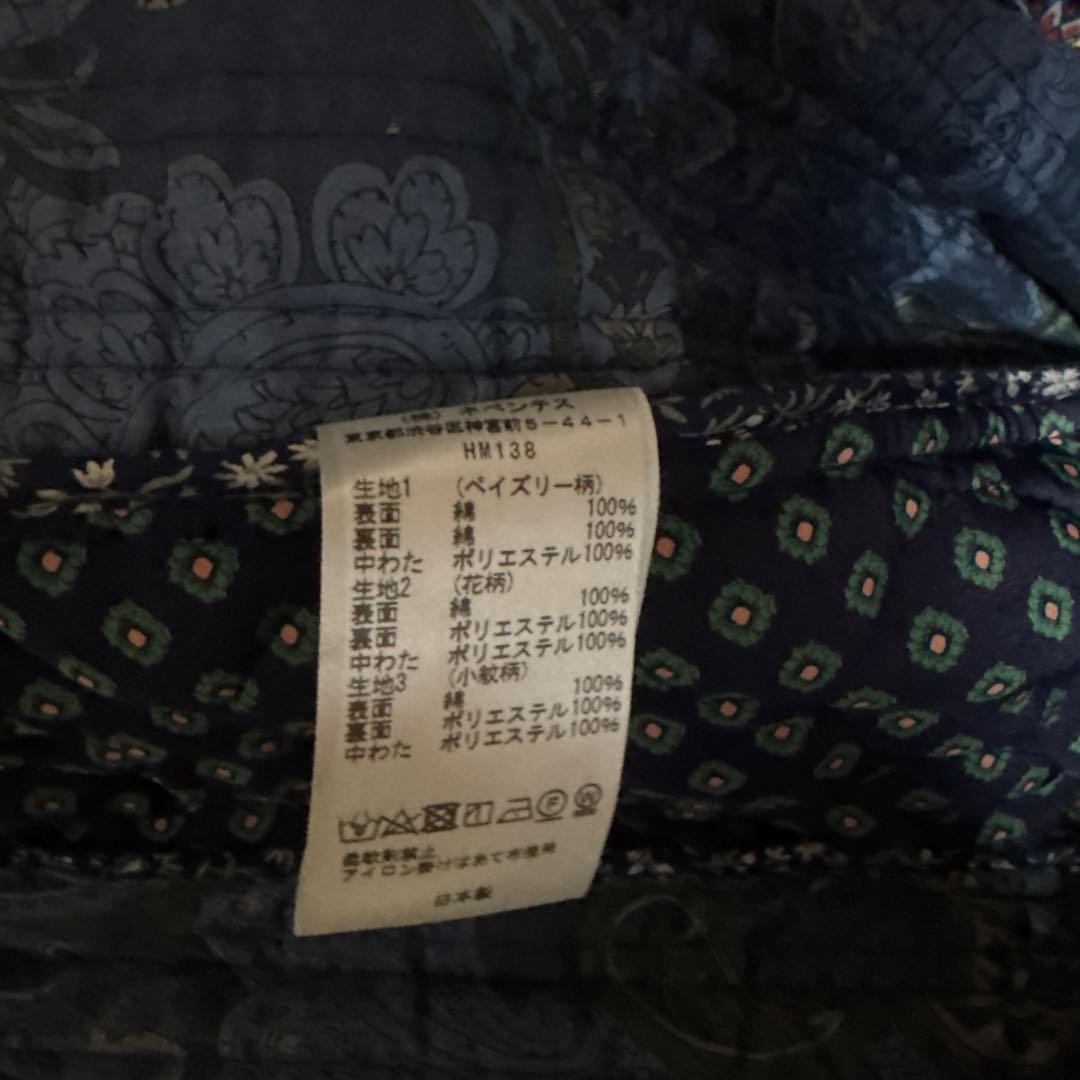 (株) ネペンテス
東京都渋谷区神宮前5-44-1
HM138
生地1 (ペイズリー柄)
表面 綿 100%
裏面 綿 100%
中わた ポリエステル100%
生地2 (花柄)
表面 綿 100%
裏面 ポリエステル100%
中わた ポリエステル100%
生地3 (小紋柄)
表面 綿 100%
裏面 ポリエステル100%
中わた ポリエステル100%
F W
柔軟剤禁止
アイロン掛けはあて布使用
日本製